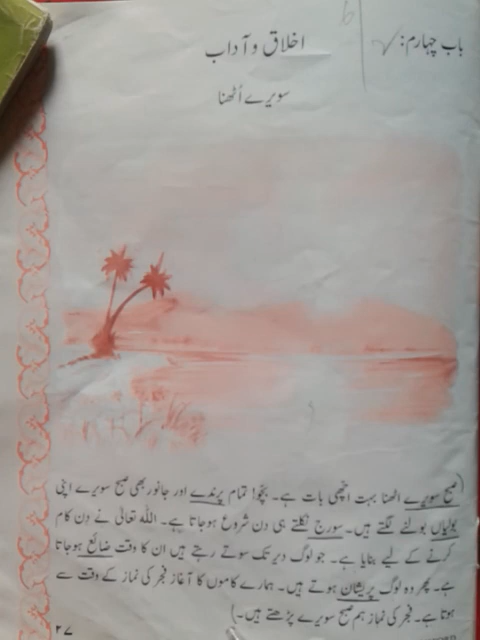 باب چہارم:
اخلاق و آداب
سویرے اُٹھنا
(صبح سویرے اٹھنا بہت اچھی بات ہے۔ بچّو! تمام پرندے اور جانور بھی صبح سویرے اپنی
بولیاں بولنے لگتے ہیں۔ سورج نکلتے ہی دن شروع ہو جاتا ہے۔ اللہ تعالیٰ نے دِن کام
کرنے کے لیے بنایا ہے۔ جو لوگ دیر تک سوتے رہتے ہیں ان کا وقت ضائع ہو جاتا
ہے۔ پھر وہ لوگ پریشان ہوتے ہیں۔ ہمارے کاموں کا آغاز فجر کی نماز کے وقت سے
ہوتا ہے۔ فجر کی نماز ہم صبح سویرے پڑھتے ہیں۔)
۲۷